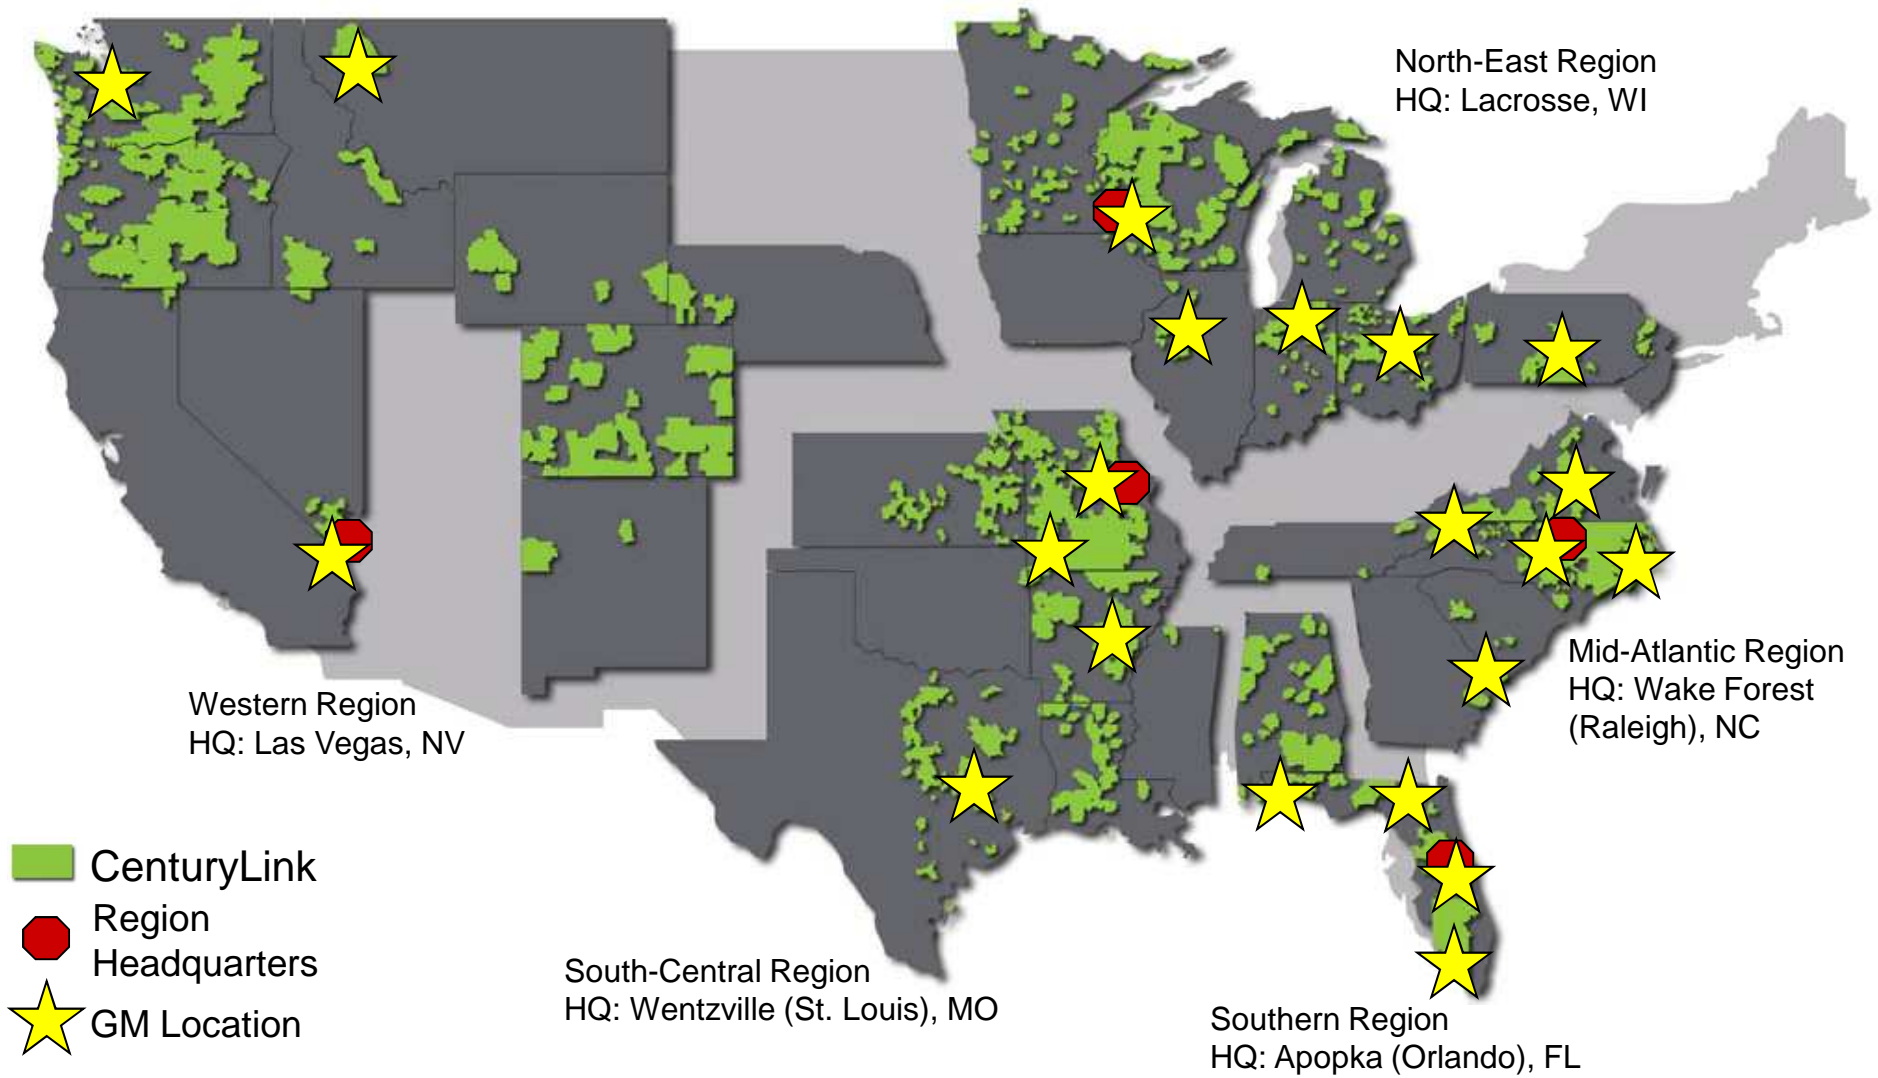 North-East Region
HQ: Lacrosse, WI
Mid-Atlantic Region
HQ: Wake Forest
(Raleigh), NC
Western Region
HQ: Las Vegas, NV
CenturyLink
Region
Headquarters
GM Location
South-Central Region
HQ: Wentzville (St. Louis), MO
Southern Region
HQ: Apopka (Orlando), FL